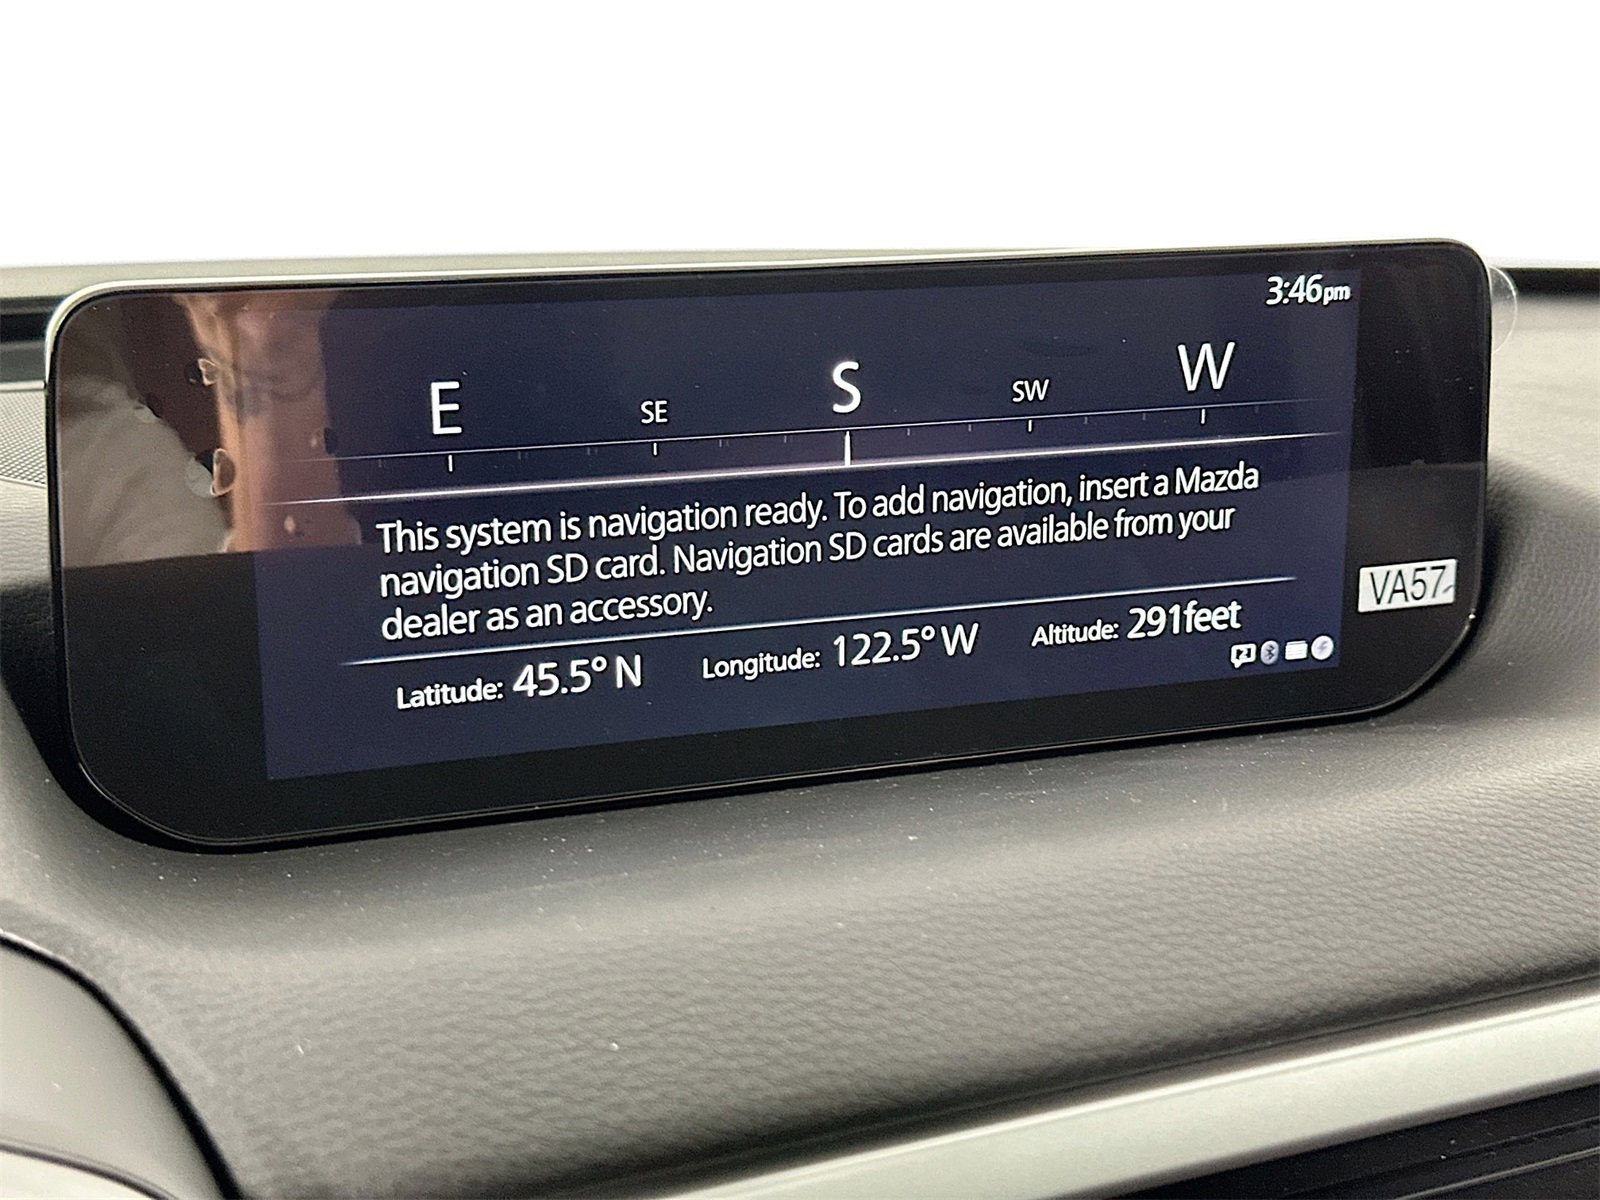 3:46pm
E SE S SW W
This system is navigation ready. To add navigation, insert a Mazda
navigation SD card. Navigation SD cards are available from your
dealer as an accessory.
Latitude: 45.5° N Longitude: 122.5° W Altitude: 291feet
VA57